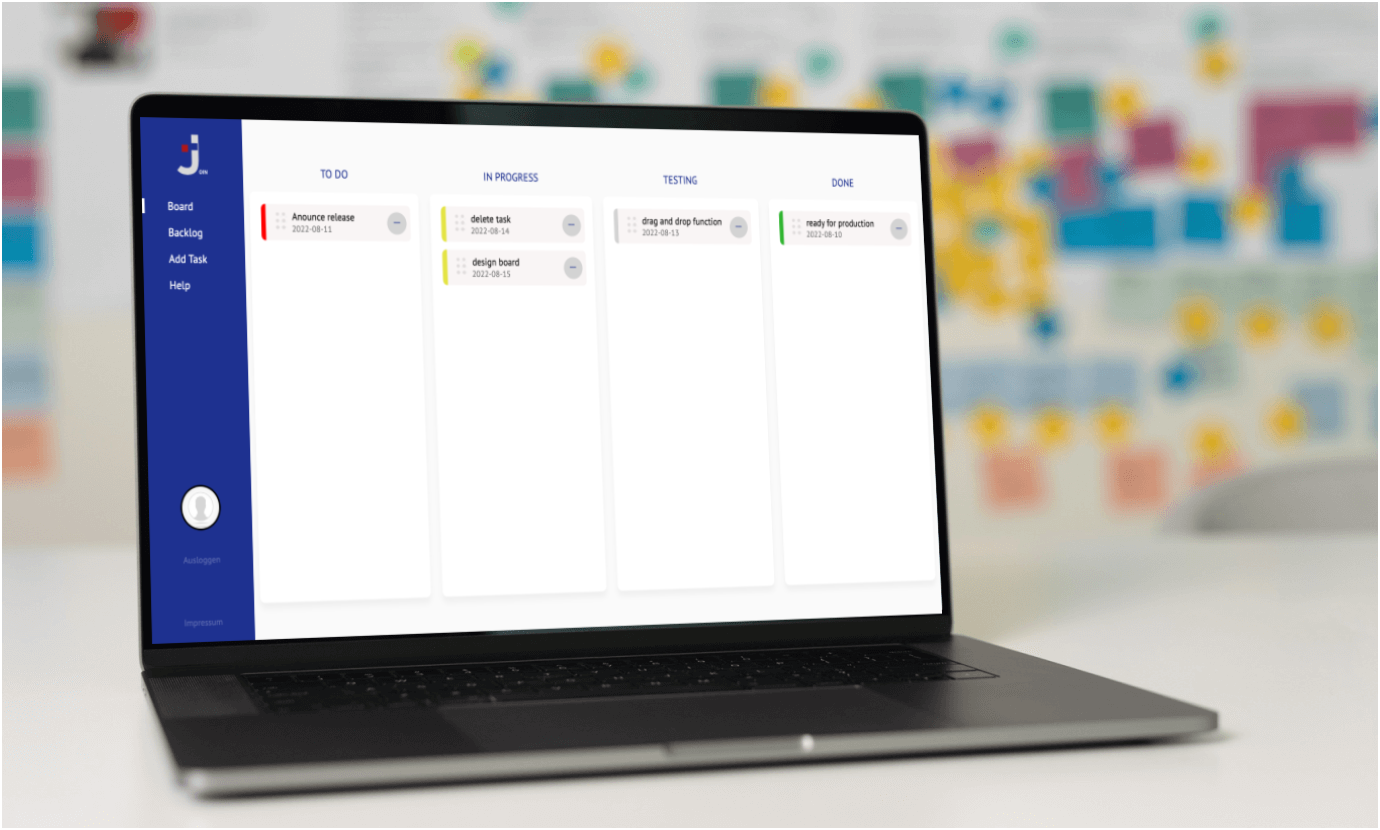 Board
Backlog
Add Task
Help
Ausloggen
Impressum
TO DO
Anounce release
2022-08-11
IN PROGRESS
delete task
2022-08-14
design board
2022-08-15
TESTING
drag and drop function
2022-08-13
DONE
ready for production
2022-08-10